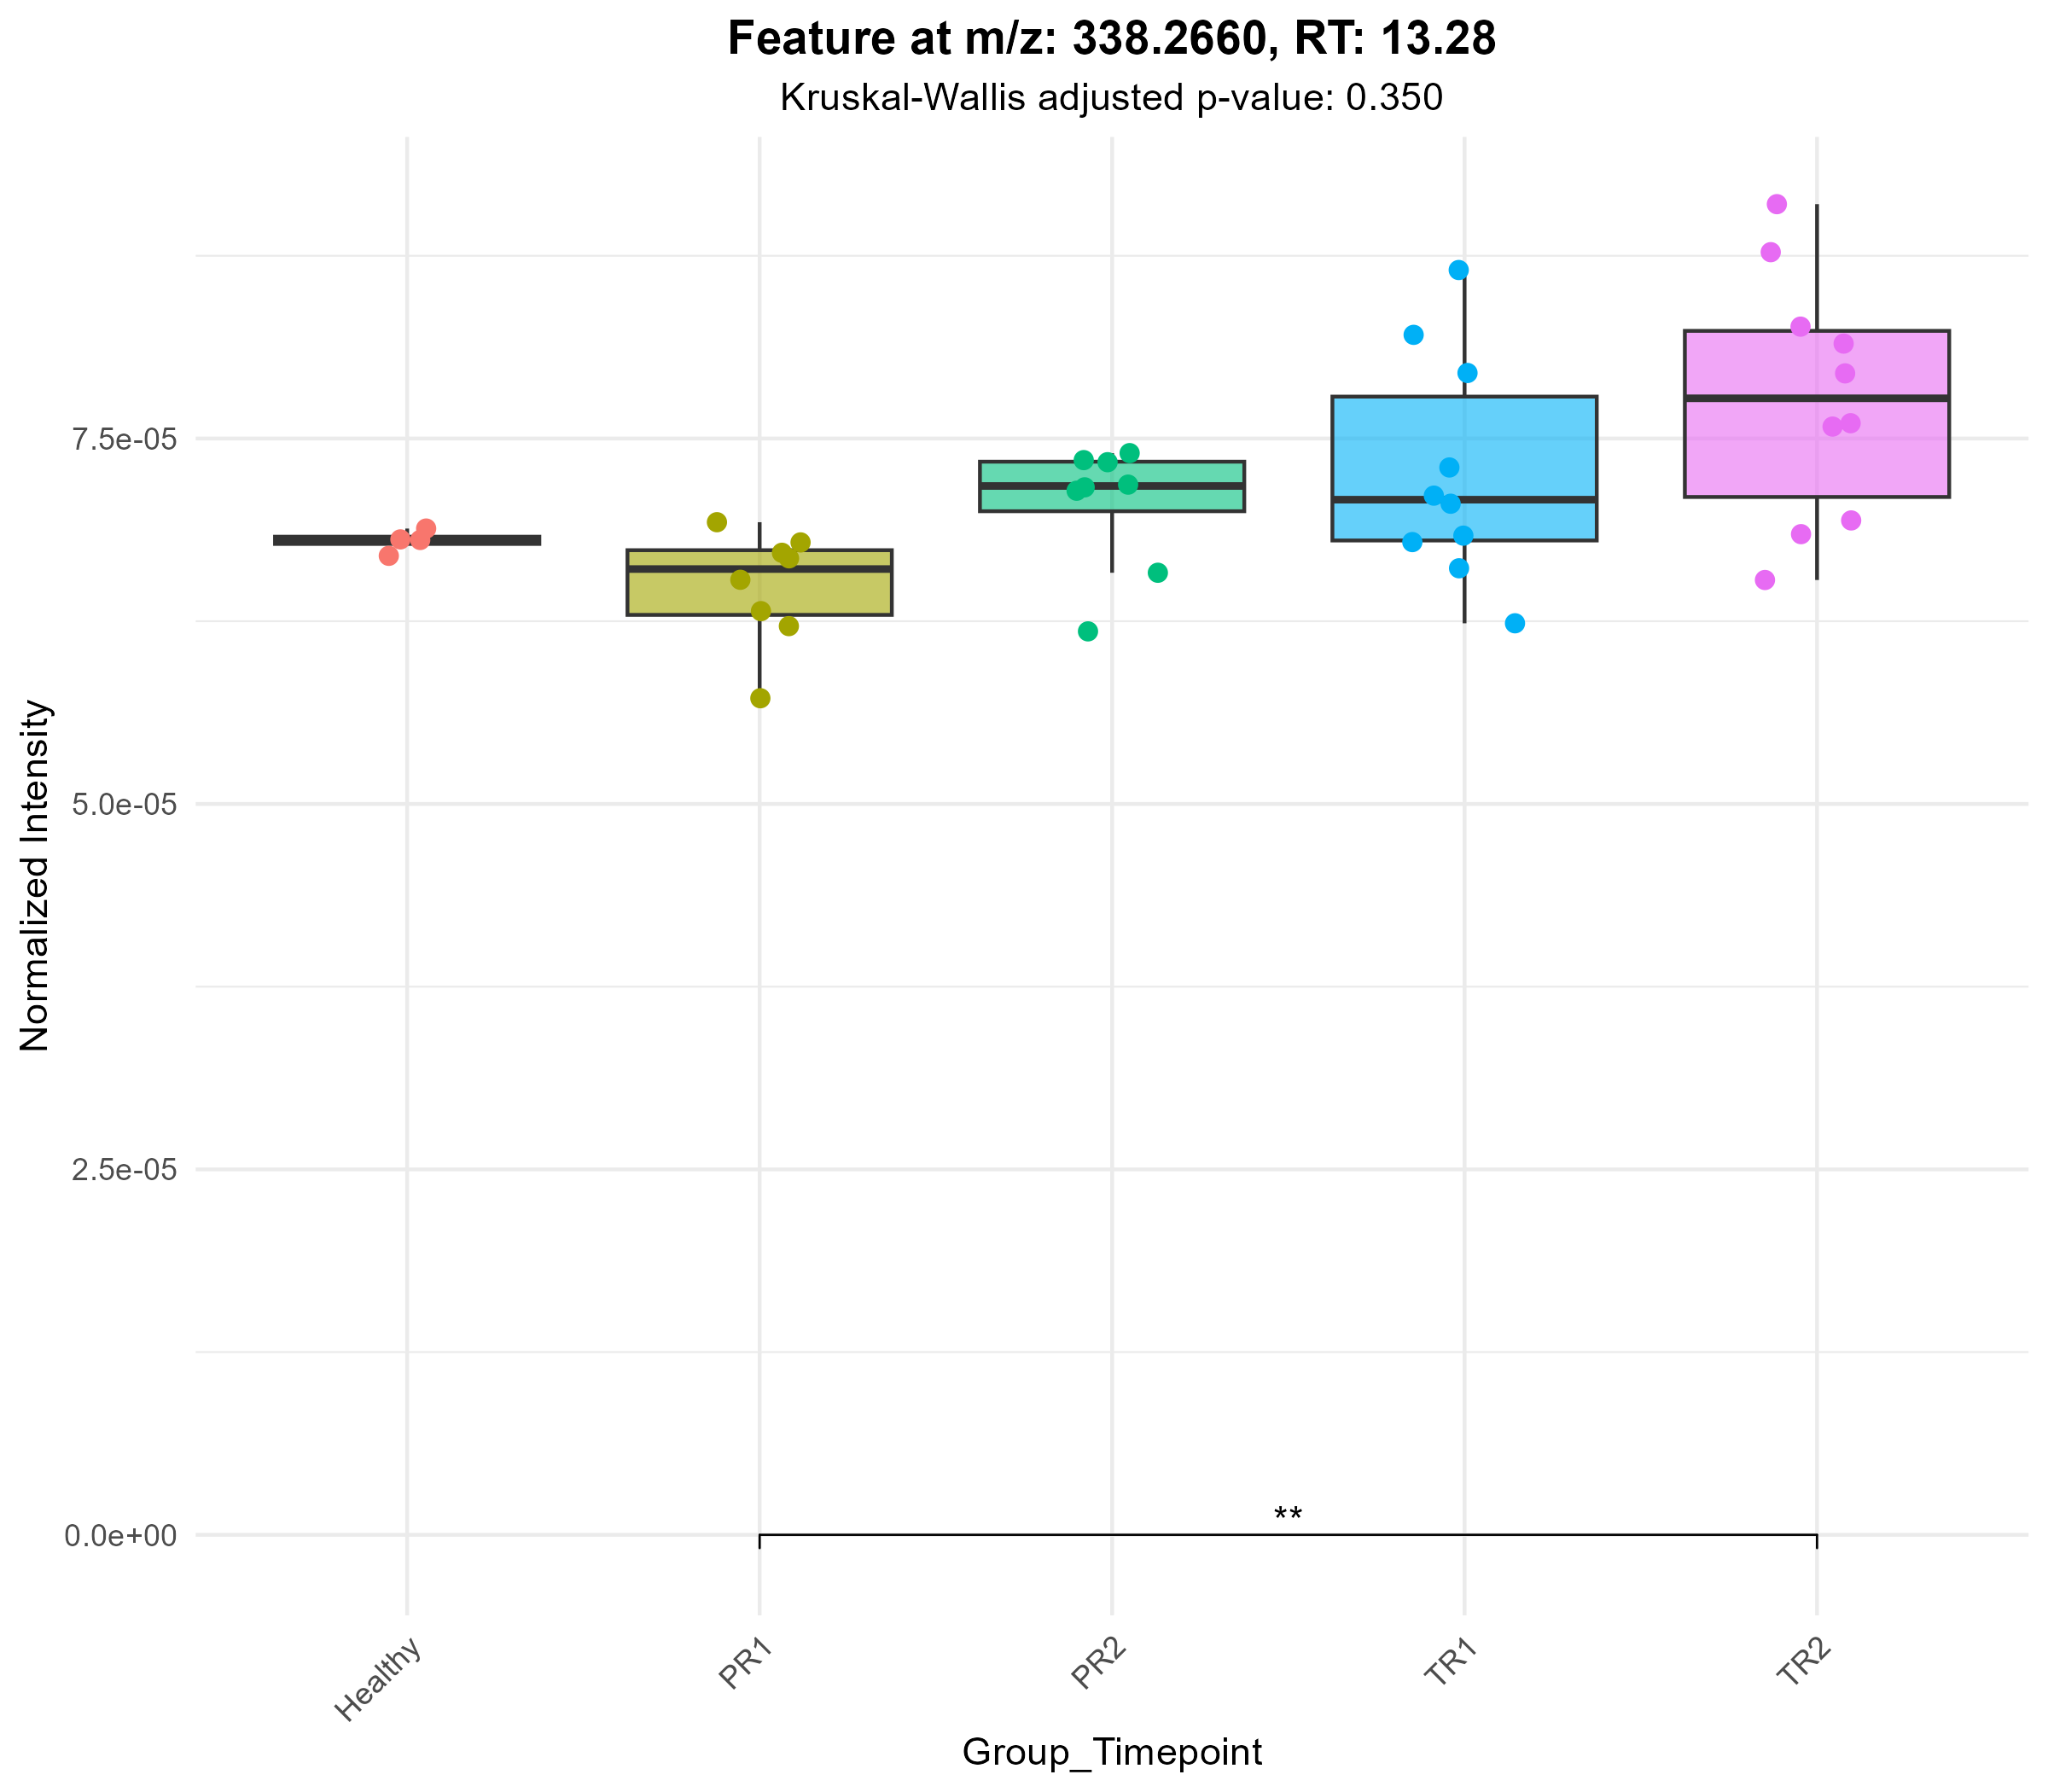 Feature at m/z: 338.2660, RT: 13.28
Kruskal-Wallis adjusted p-value: 0.350
Normalized Intensity
7.5e-05
5.0e-05
2.5e-05
0.0e+00
**
Healthy
PR1
PR2
TR1
TR2
Group_Timepoint